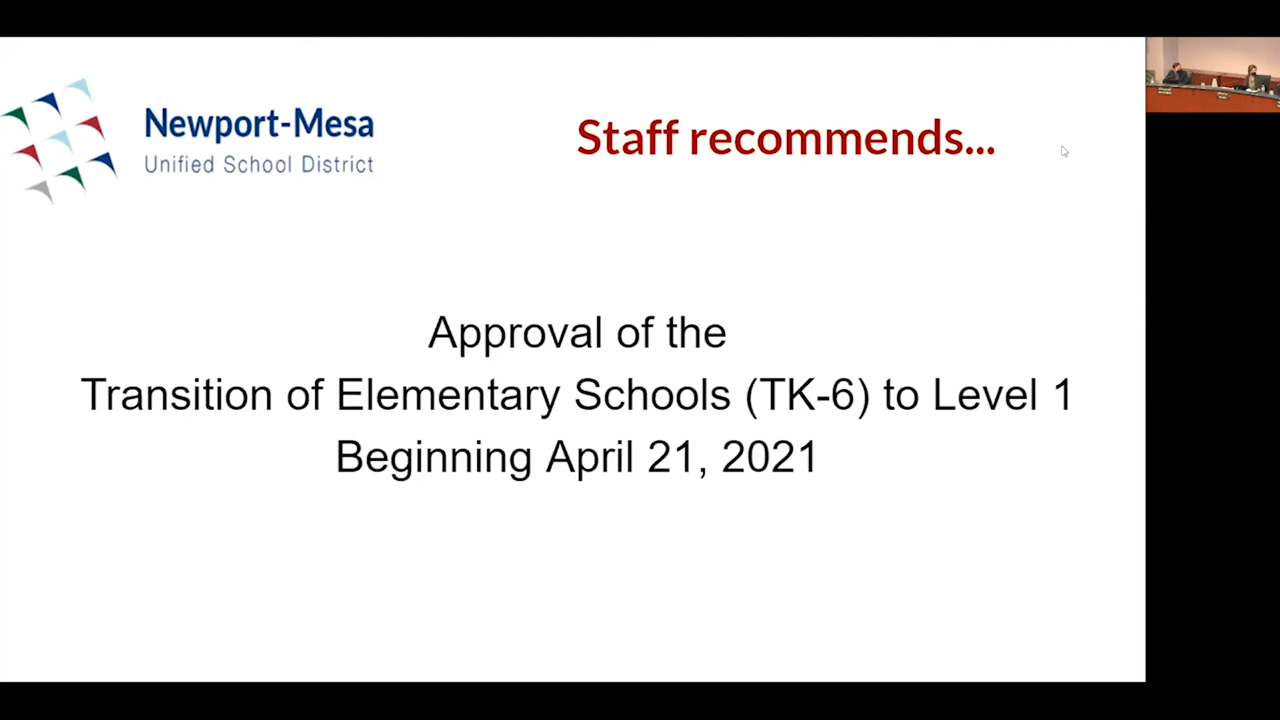 Newport-Mesa
Unified School District
Staff recommends...
Approval of the
Transition of Elementary Schools (TK-6) to Level 1
Beginning April 21, 2021